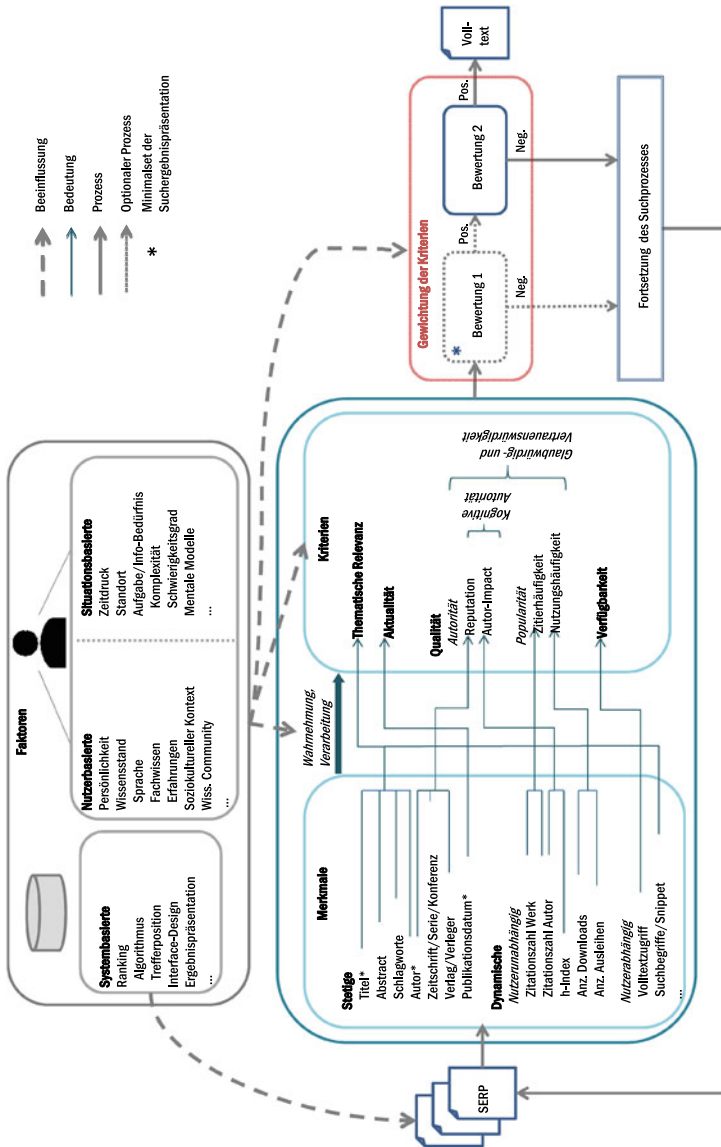 Faktoren
Systembasierte
Ranking
Algorithmus
Trefferposition
Interface-Design
Ergebnispräsentation
...
Nutzerbasierte
Persönlichkeit
Wissensstand
Sprache
Fachwissen
Erfahrungen
Soziokultureller Kontext
Wiss. Community
...
Situationsbasierte
Zeitdruck
Standort
Aufgabe/Info-Bedürfnis
Komplexität
Schwierigkeitsgrad
Mentale Modelle
...
Beeinflussung
Bedeutung
Prozess
Optionaler Prozess
* Minimalset der
Suchergebnispräsentation
SERP
Merkmale
Stetige
Titel*
Abstract
Schlagworte
Autor*
Zeitschrift/Serie/Konferenz
Verlag/Verleger
Publikationsdatum*
Dynamische
Nutzerunabhängig
Zitationszahl Werk
Zitationszahl Autor
h-Index
Anz. Downloads
Anz. Ausleihen
Nutzerabhängig
Volltextzugriff
Suchbegriffe/Snippet
...
Wahrnehmung,
Verarbeitung
Kriterien
Thematische Relevanz
Aktualität
Qualität
Autorität
Reputation
Autor-Impact
Popularität
Zitierhäufigkeit
Nutzungshäufigkeit
Verfügbarkeit
Kognitive
Autorität
Glaubwürdig- und
Vertrauenswürdigkeit
Gewichtung der Kriterien
*
Bewertung 1
Pos.
Neg.
Bewertung 2
Pos.
Neg.
Voll-
text
Fortsetzung des Suchprozesses